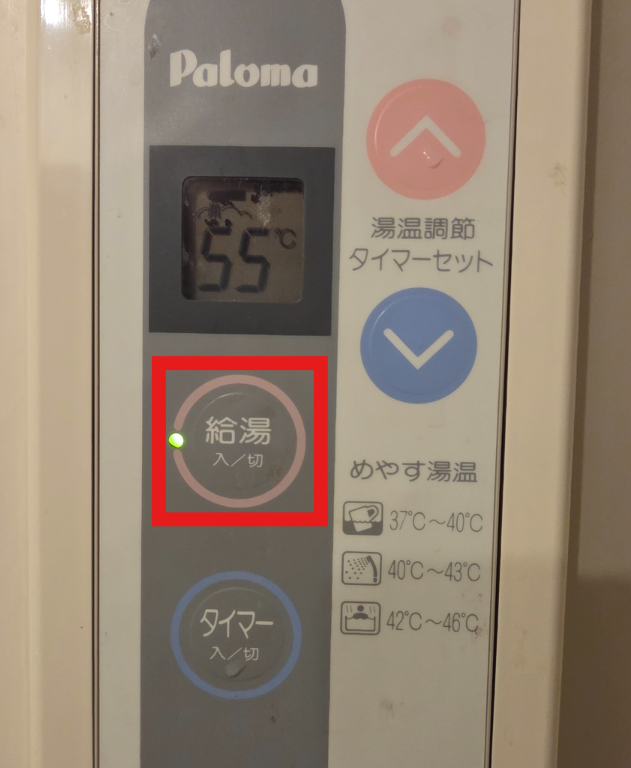 Paloma
55℃
湯温調節
タイマーセット
給湯
入／切
めやす湯温
37℃～40℃
40℃～43℃
42℃～46℃
タイマー
入／切